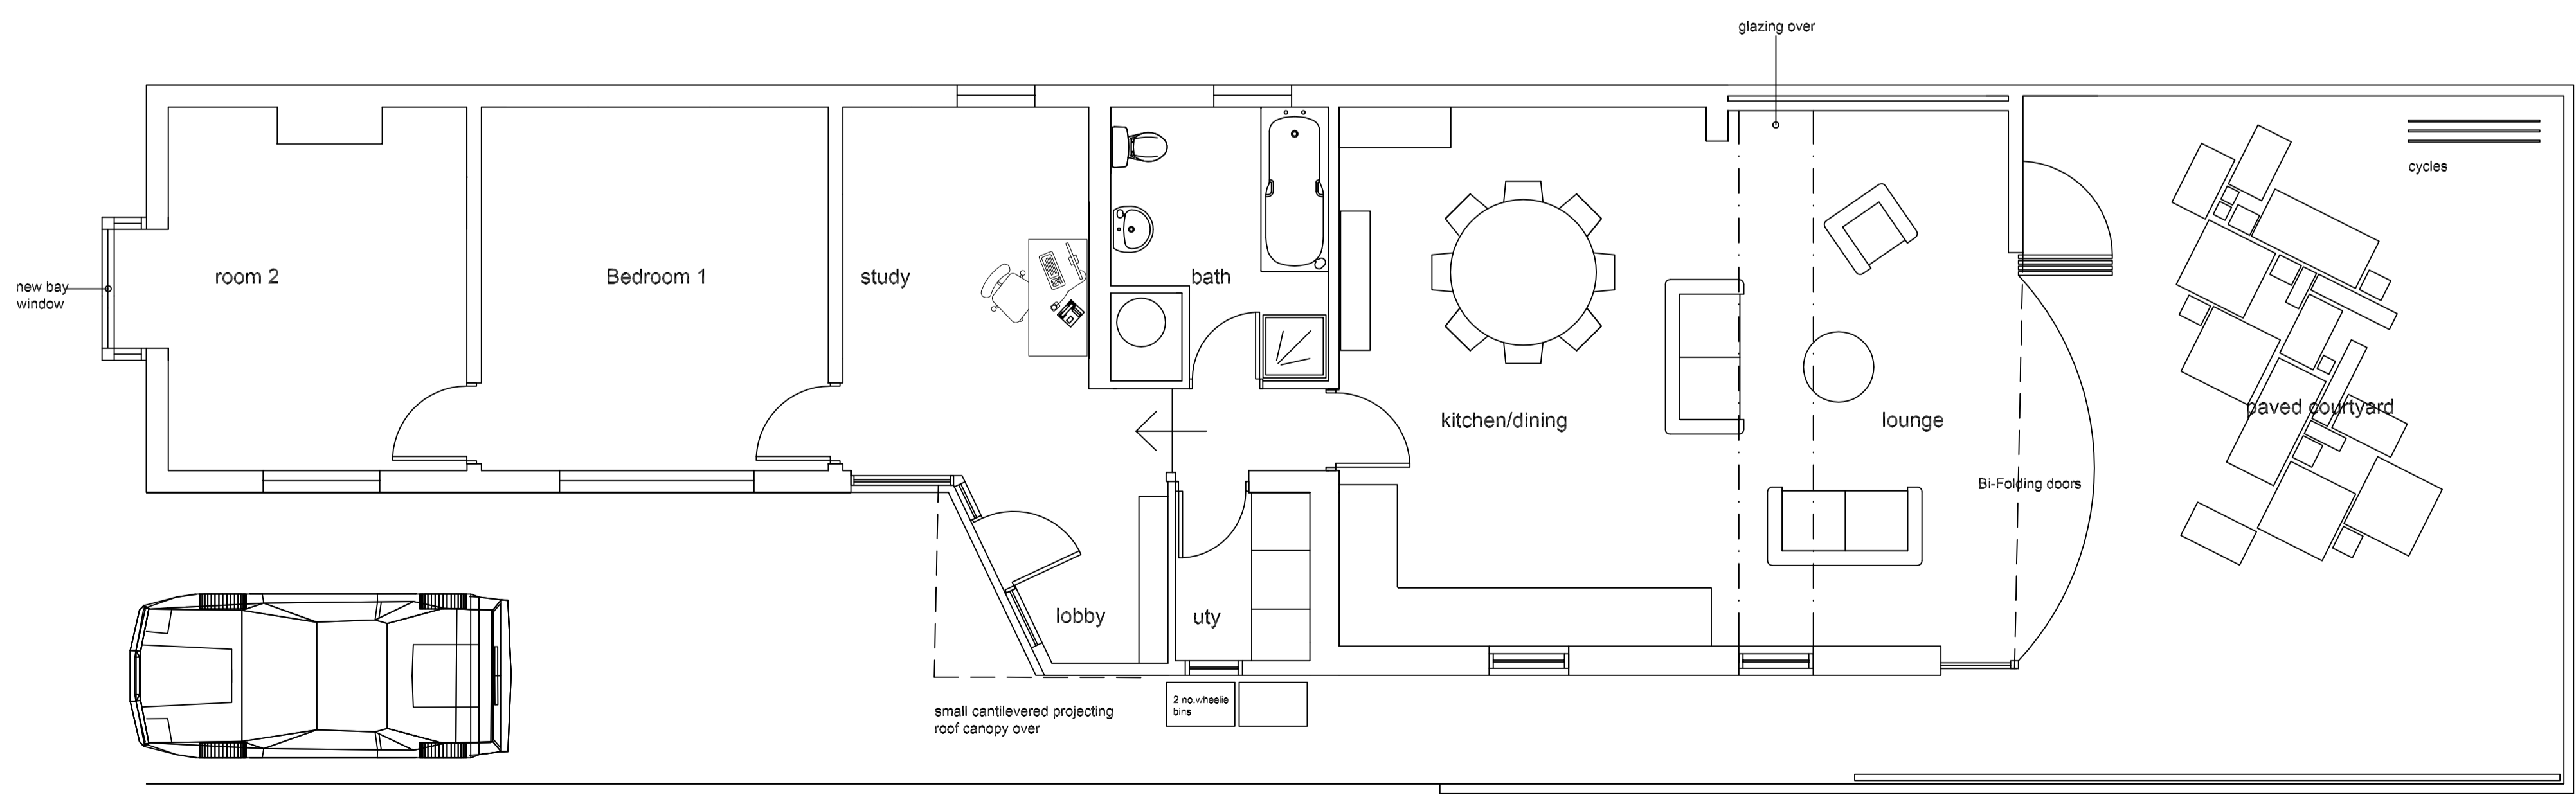 glazing over
cycles
room 2
Bedroom 1
study
bath
new bay
window
kitchen/dining
lounge
paved courtyard
Bi-Folding doors
lobby
uty
2 no.wheelie
bins
small cantilevered projecting
roof canopy over